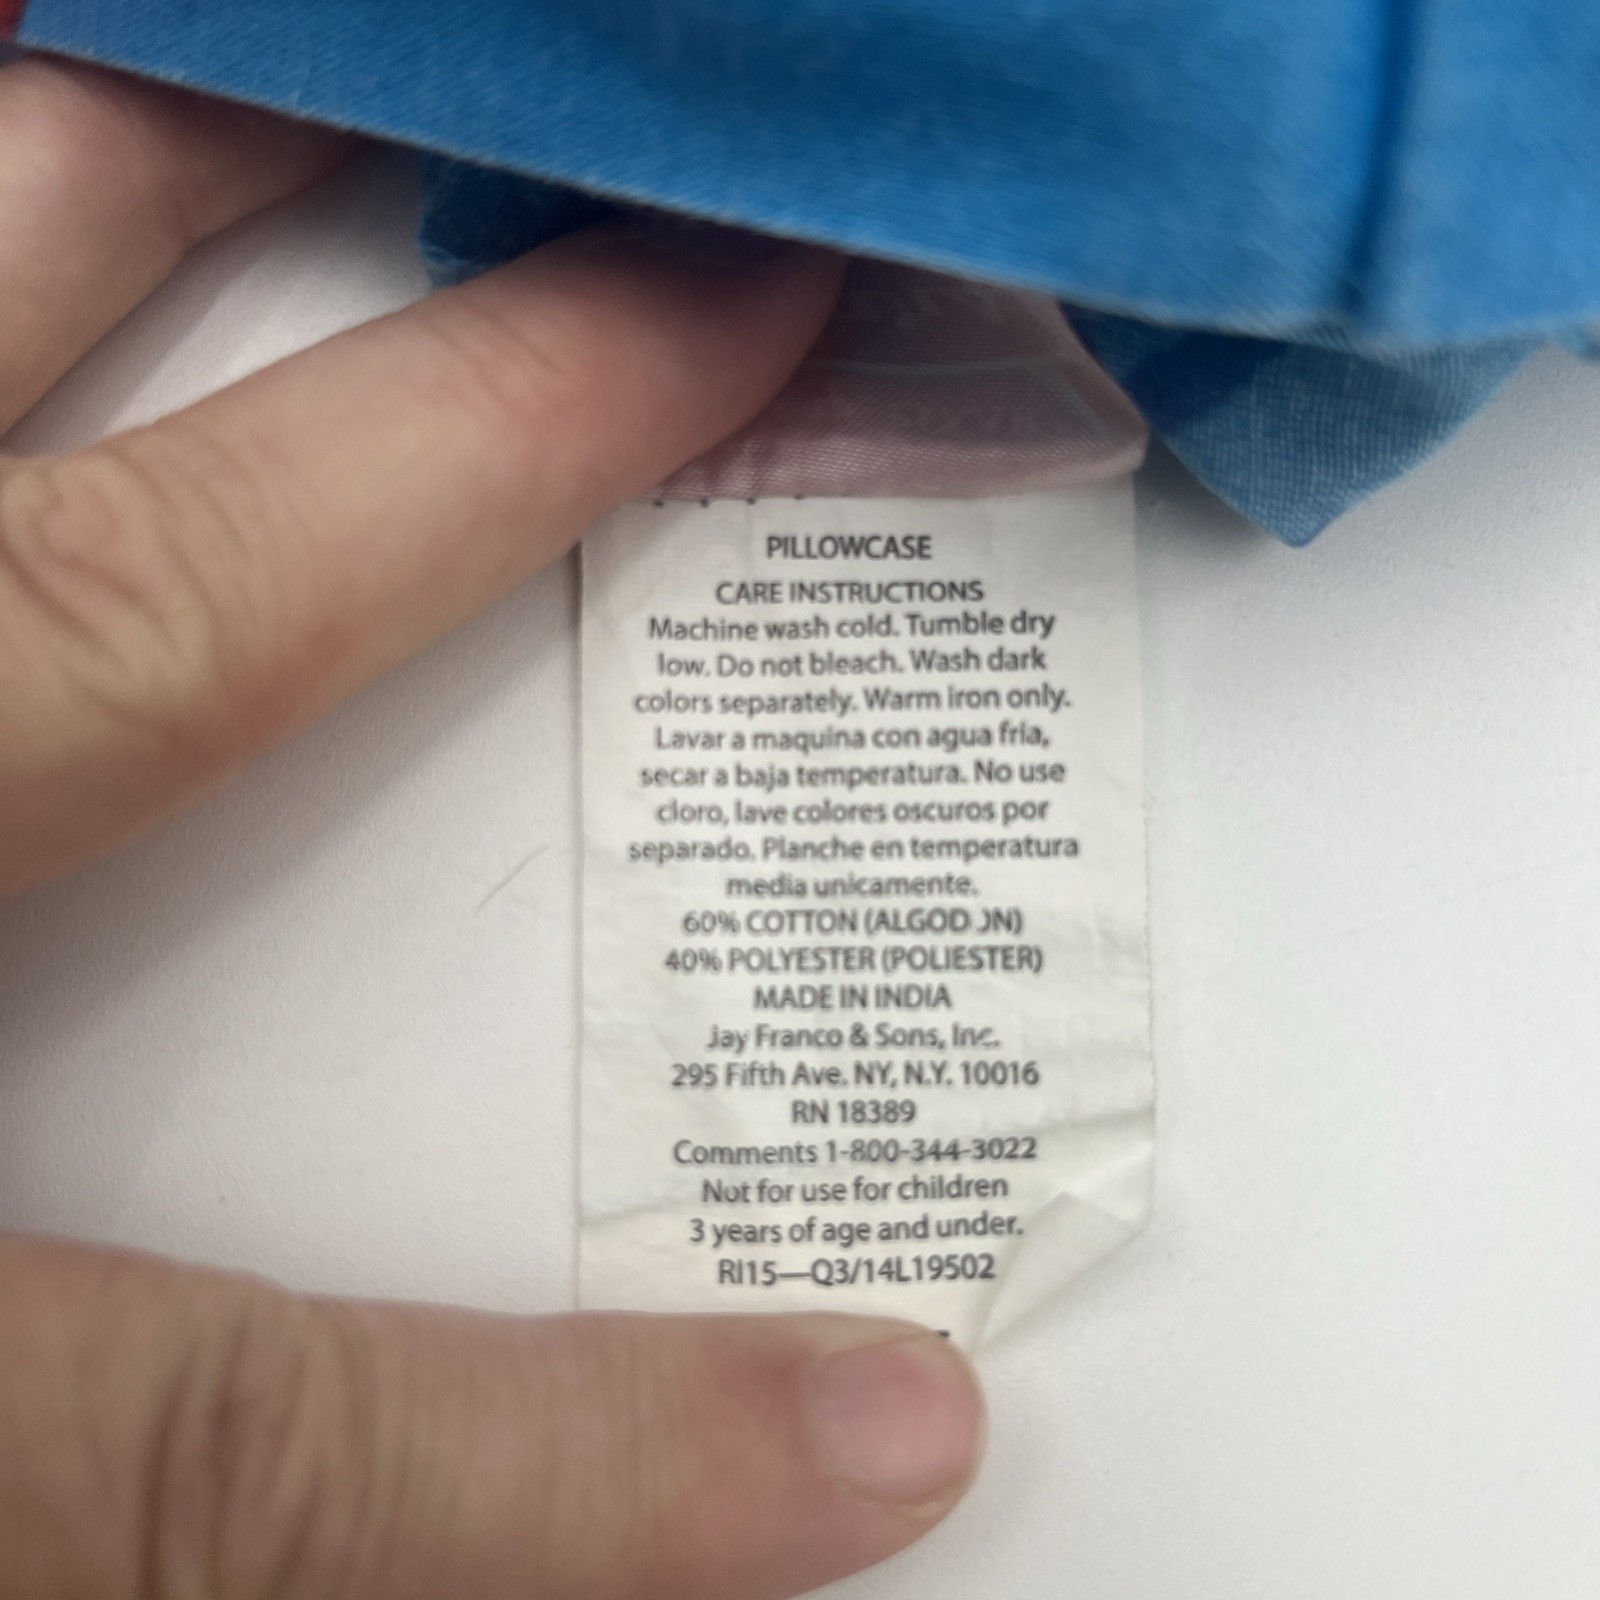 PILLOWCASE
CARE INSTRUCTIONS
Machine wash cold. Tumble dry
low. Do not bleach. Wash dark
colors separately. Warm iron only.
Lavar a maquina con agua fria,
secar a baja temperatura. No use
cloro, lave colores oscuros por
separado. Planche en temperatura
media unicamente.
60% COTTON (ALGOD ON)
40% POLYESTER (POLIESTER)
MADE IN INDIA
Jay Franco & Sons, Inc.
295 Fifth Ave. NY, N.Y. 10016
RN 18389
Comments 1-800-344-3022
Not for use for children
3 years of age and under.
RI15—Q3/14L19502